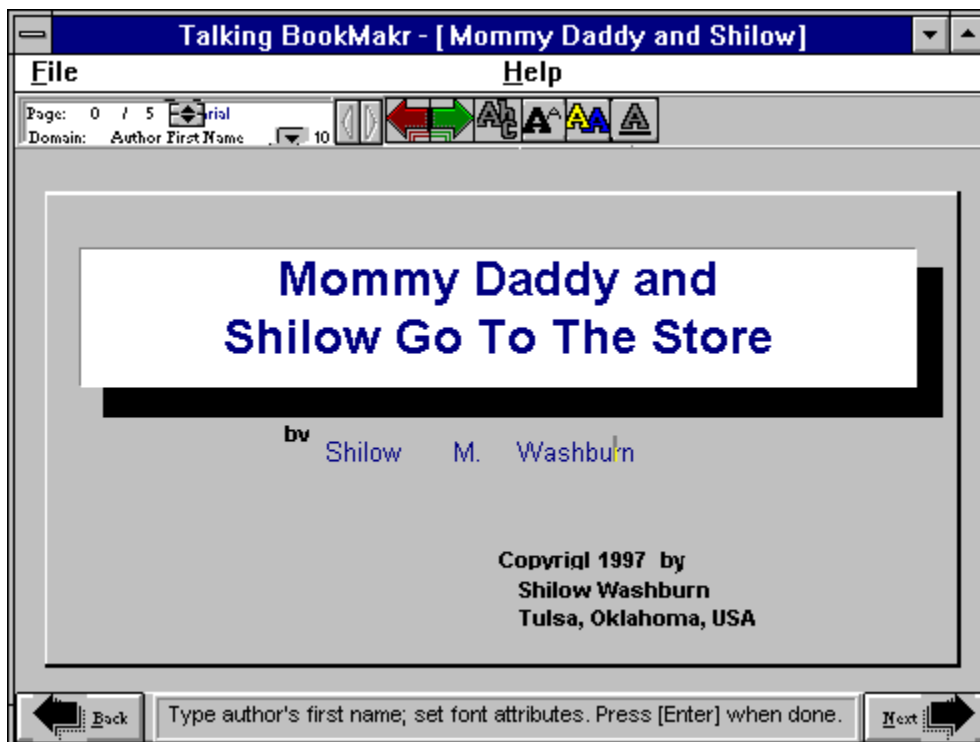 Talking BookMakr - [Mommy Daddy and Shilow]
File Help
Page: 0 / 5
Domain: Author First Name 10
Mommy Daddy and
Shilow Go To The Store
by Shilow M. Washburn
Copyrigl 1997 by
Shilow Washburn
Tulsa, Oklahoma, USA
Back Type author's first name; set font attributes. Press [Enter] when done. Next